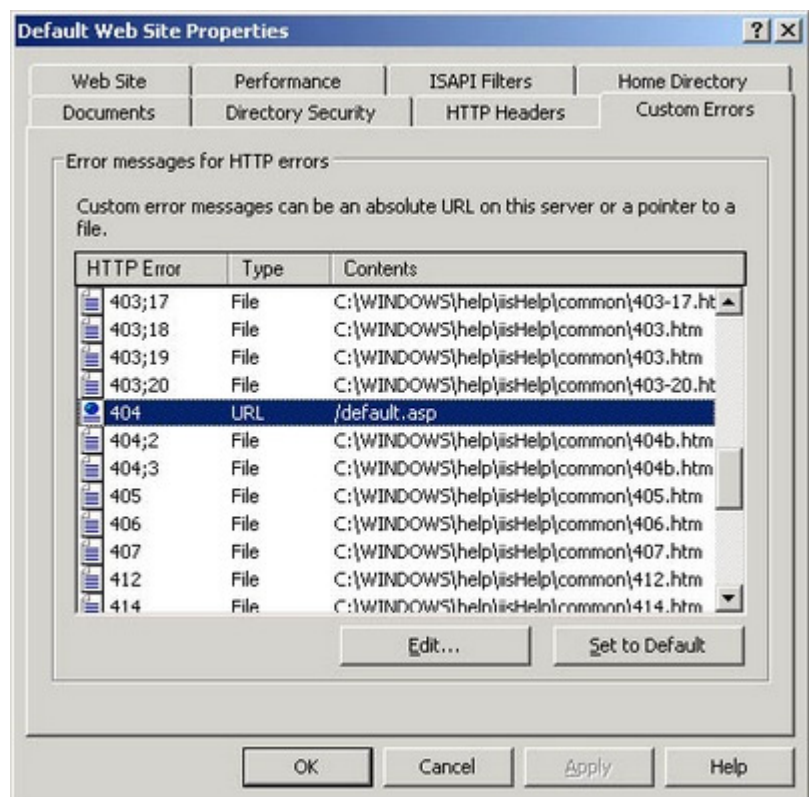 Default Web Site Properties
Web Site Performance ISAPI Filters Home Directory
Documents Directory Security HTTP Headers Custom Errors
Error messages for HTTP errors
Custom error messages can be an absolute URL on this server or a pointer to a
file.
HTTP Error Type Contents
403;17 File C:\WINDOWS\help\iisHelp\common\403-17.ht
403;18 File C:\WINDOWS\help\iisHelp\common\403.htm
403;19 File C:\WINDOWS\help\iisHelp\common\403.htm
403;20 File C:\WINDOWS\help\iisHelp\common\403-20.ht
404 URL /default.asp
404;2 File C:\WINDOWS\help\iisHelp\common\404b.htm
404;3 File C:\WINDOWS\help\iisHelp\common\404b.htm
405 File C:\WINDOWS\help\iisHelp\common\405.htm
406 File C:\WINDOWS\help\iisHelp\common\406.htm
407 File C:\WINDOWS\help\iisHelp\common\407.htm
412 File C:\WINDOWS\help\iisHelp\common\412.htm
414 File C:\WINDOWS\help\iisHelp\common\414.htm
Edit... Set to Default
OK Cancel Apply Help